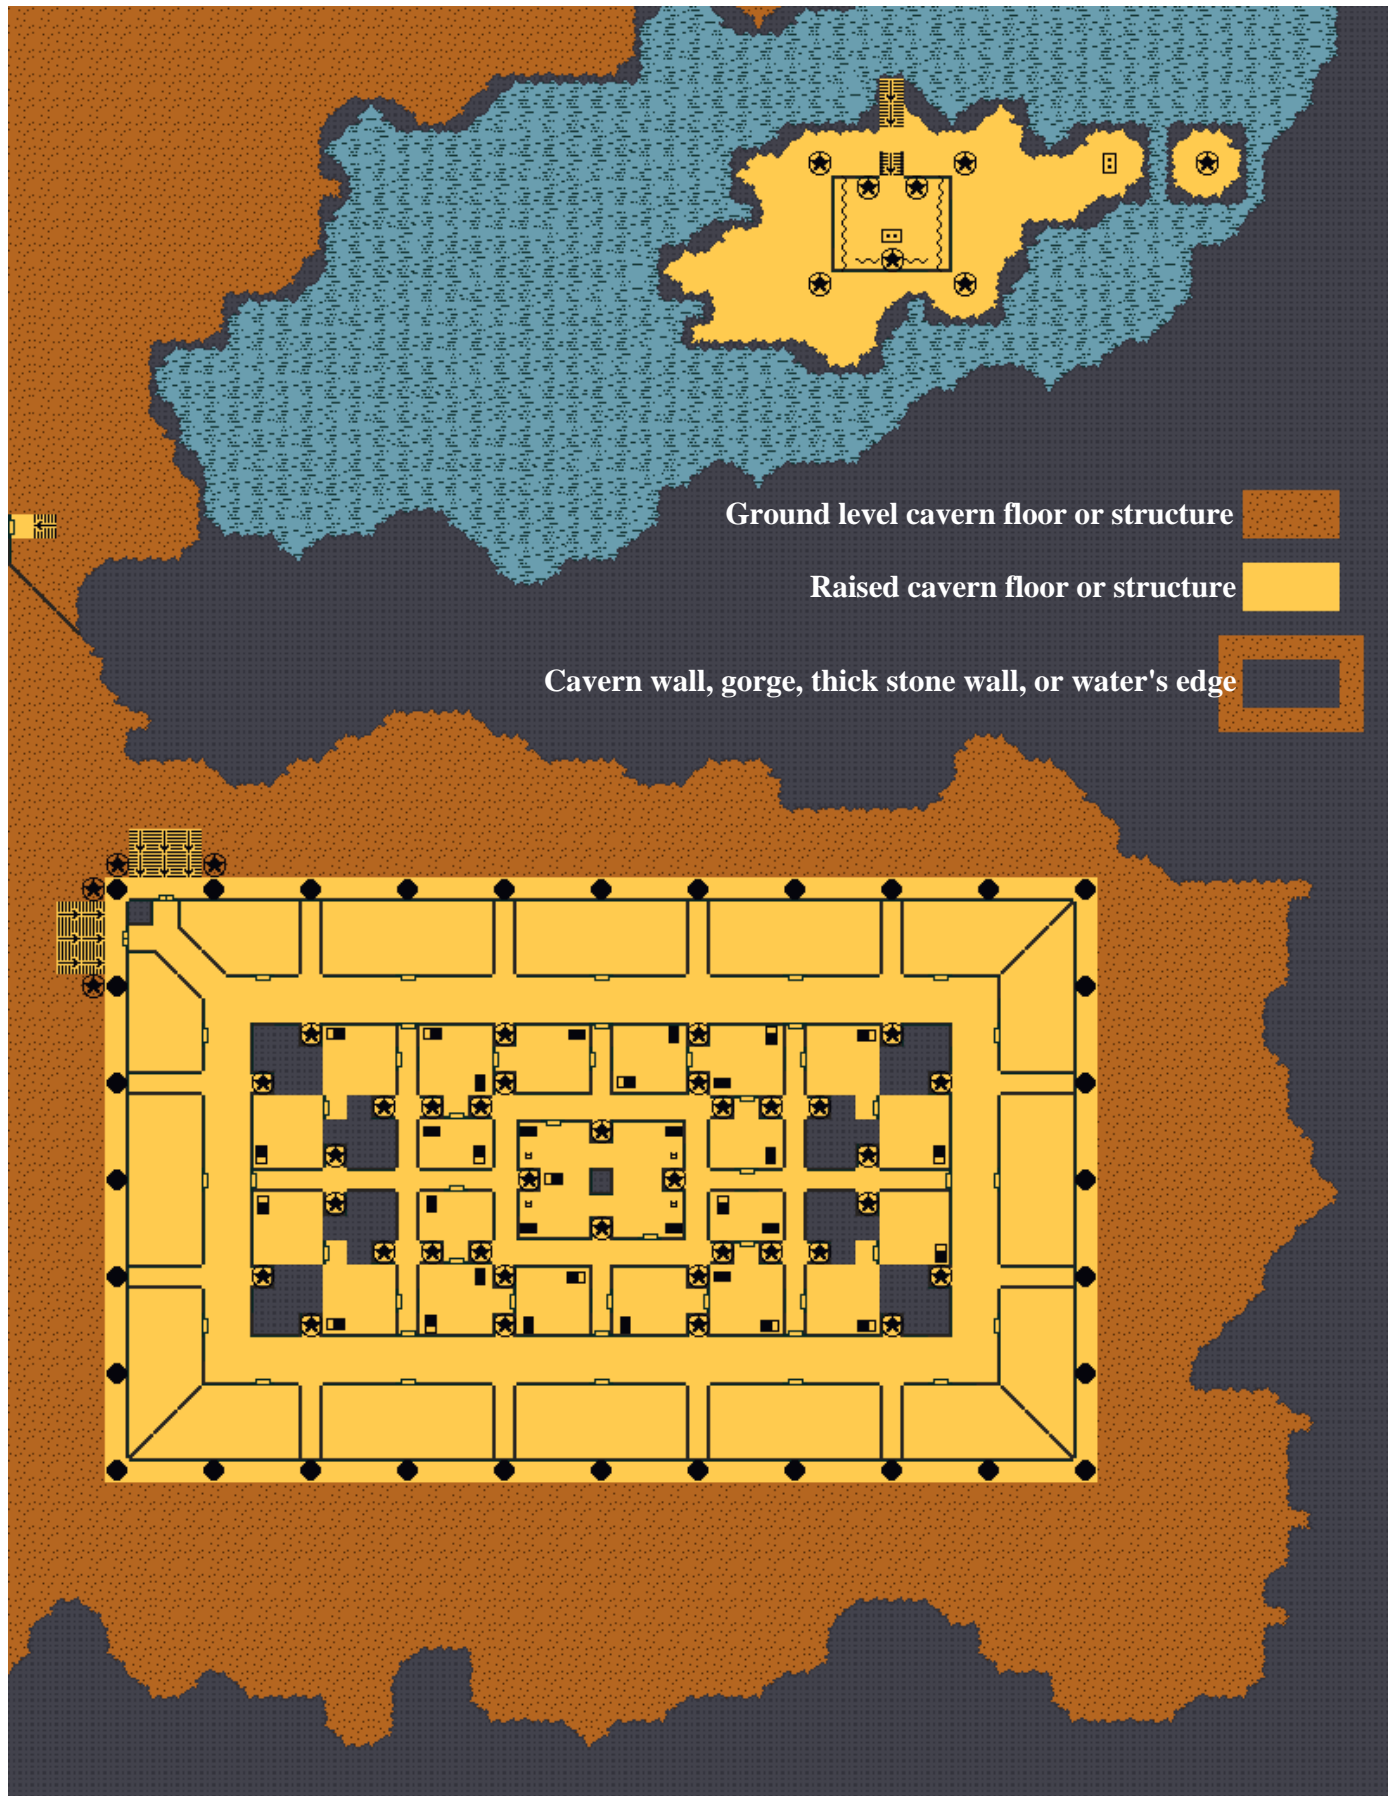 Ground level cavern floor or structure
Raised cavern floor or structure
Cavern wall, gorge, thick stone wall, or water's edge